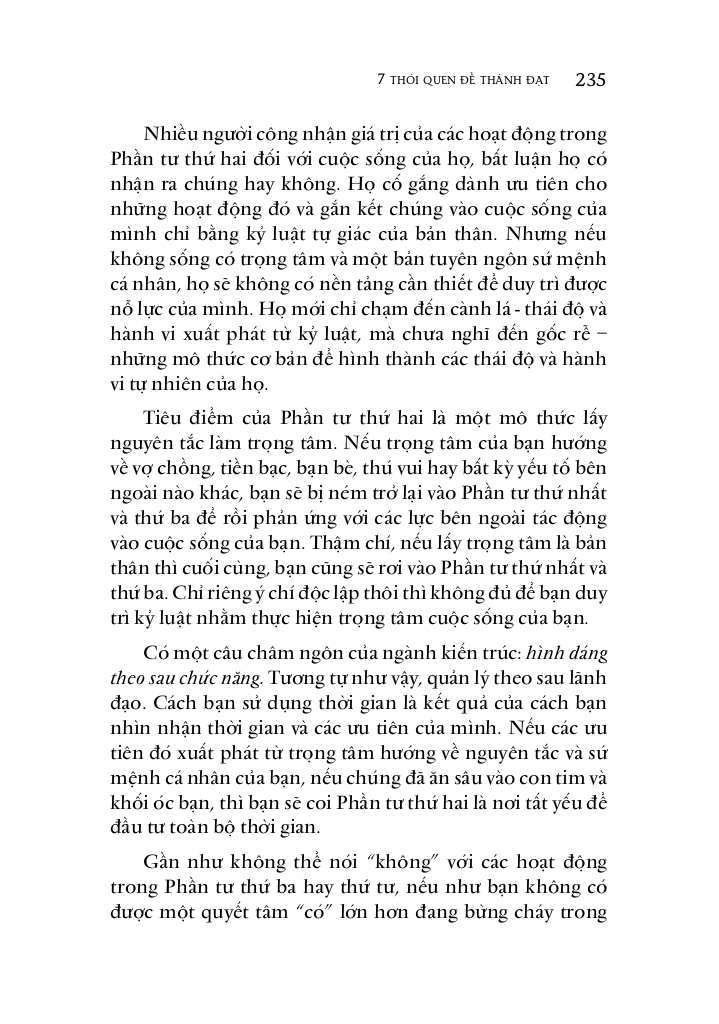 7 THÓI QUEN ĐỂ THÀNH ĐẠT 235
Nhiều người công nhận giá trị của các hoạt động trong
Phần tư thứ hai đối với cuộc sống của họ, bất luận họ có
nhận ra chúng hay không. Họ cố gắng dành ưu tiên cho
những hoạt động đó và gắn kết chúng vào cuộc sống của
mình chỉ bằng kỷ luật tự giác của bản thân. Nhưng nếu
không sống có trọng tâm và một bản tuyên ngôn sứ mệnh
cá nhân, họ sẽ không có nền tảng cần thiết để duy trì được
nỗ lực của mình. Họ mới chỉ chạm đến cành lá - thái độ và
hành vi xuất phát từ kỷ luật, mà chưa nghĩ đến gốc rễ –
những mô thức cơ bản để hình thành các thái độ và hành
vi tự nhiên của họ.
Tiêu điểm của Phần tư thứ hai là một mô thức lấy
nguyên tắc làm trọng tâm. Nếu trọng tâm của bạn hướng
về vợ chồng, tiền bạc, bạn bè, thú vui hay bất kỳ yếu tố bên
ngoài nào khác, bạn sẽ bị ném trở lại vào Phần tư thứ nhất
và thứ ba để rồi phản ứng với các lực bên ngoài tác động
vào cuộc sống của bạn. Thậm chí, nếu lấy trọng tâm là bản
thân thì cuối cùng, bạn cũng sẽ rơi vào Phần tư thứ nhất và
thứ ba. Chỉ riêng ý chí độc lập thôi thì không đủ để bạn duy
trì kỷ luật nhằm thực hiện trọng tâm cuộc sống của bạn.
Có một câu châm ngôn của ngành kiến trúc: hình dáng
theo sau chức năng. Tương tự như vậy, quản lý theo sau lãnh
đạo. Cách bạn sử dụng thời gian là kết quả của cách bạn
nhìn nhận thời gian và các ưu tiên của mình. Nếu các ưu
tiên đó xuất phát từ trọng tâm hướng về nguyên tắc và sứ
mệnh cá nhân của bạn, nếu chúng đã ăn sâu vào con tim và
khối óc bạn, thì bạn sẽ coi Phần tư thứ hai là nơi tất yếu để
đầu tư toàn bộ thời gian.
Gần như không thể nói “không” với các hoạt động
trong Phần tư thứ ba hay thứ tư, nếu như bạn không có
được một quyết tâm “có” lớn hơn đang bừng cháy trong